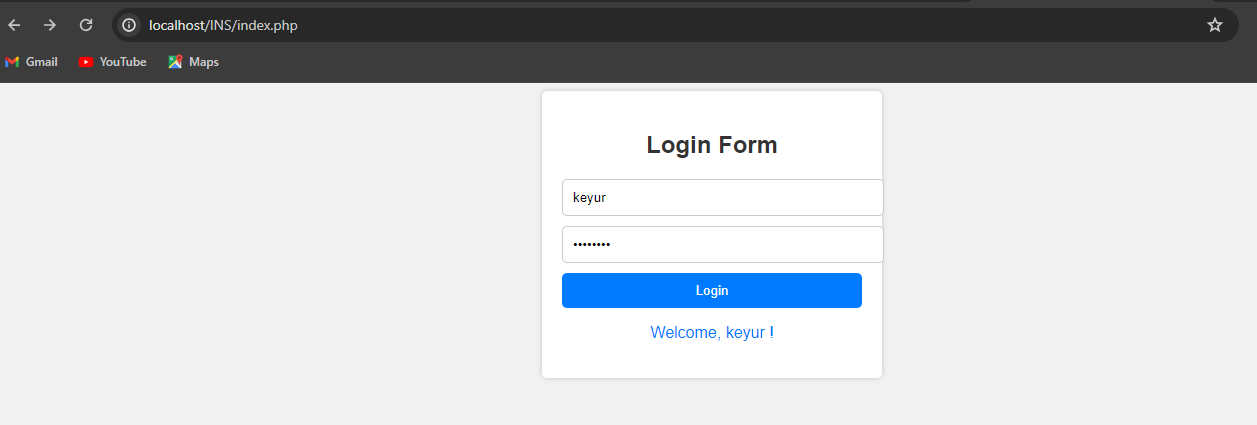 localhost/INS/index.php
Gmail YouTube Maps
Login Form
keyur
••••••••
Login
Welcome, keyur !